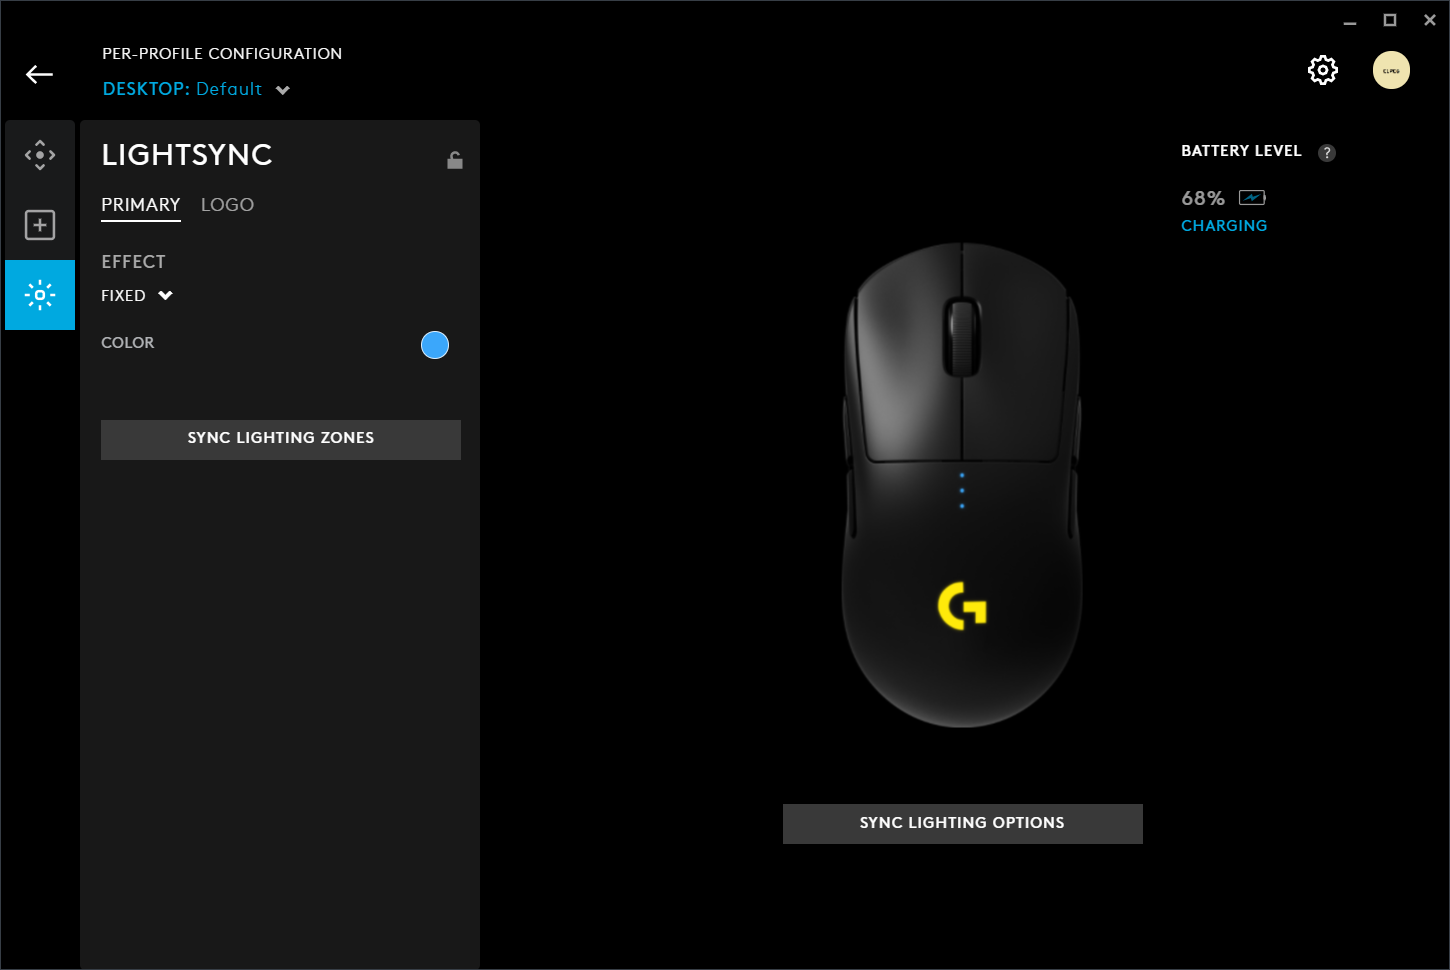 PER-PROFILE CONFIGURATION
DESKTOP: Default
LIGHTSYNC
PRIMARY LOGO
EFFECT
FIXED
COLOR
SYNC LIGHTING ZONES
BATTERY LEVEL ?
68%
CHARGING
G
SYNC LIGHTING OPTIONS